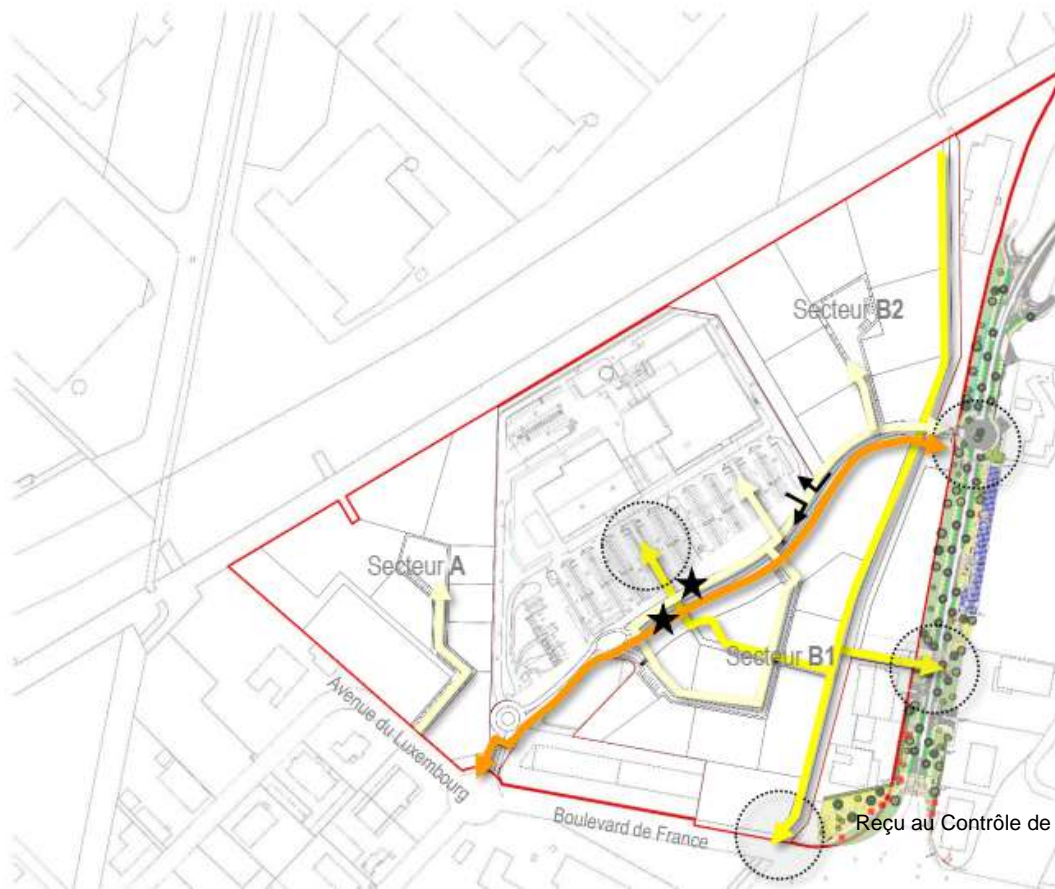 Secteur B2
Secteur A
Secteur B1
Avenue du Luxembourg
Boulevard de France
Reçu au Contrôle de